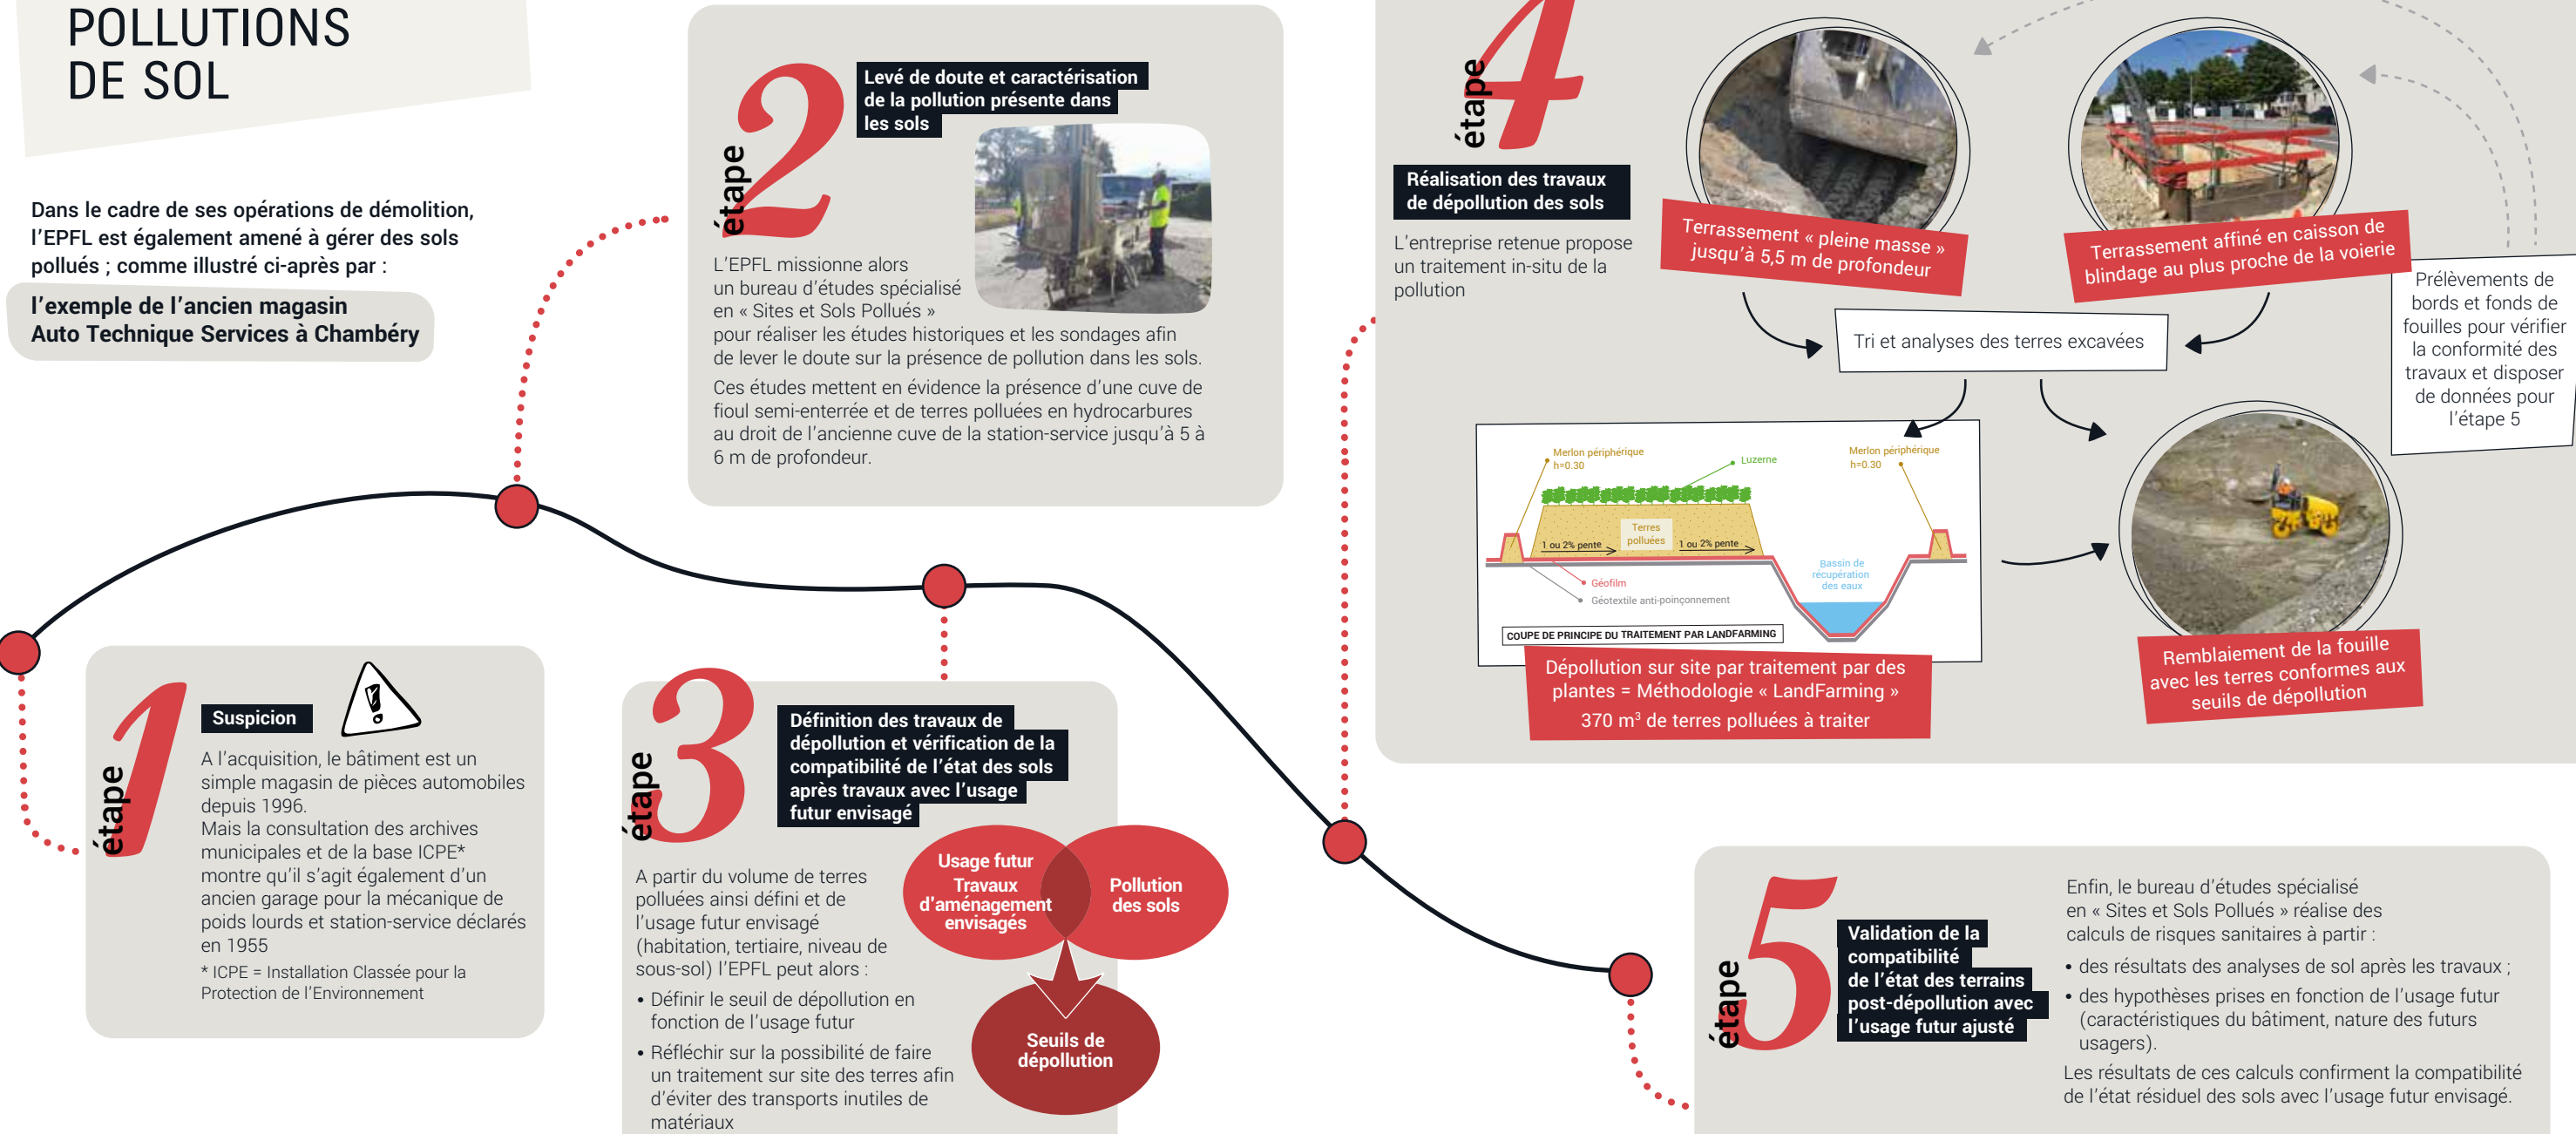 POLLUTIONS
DE SOL
Dans le cadre de ses opérations de démolition,
l'EPFL est également amené à gérer des sols
pollués ; comme illustré ci-après par :
l'exemple de l'ancien magasin
Auto Technique Services à Chambéry
étape
1
Suspicion
A l'acquisition, le bâtiment est un
simple magasin de pièces automobiles
depuis 1996.
Mais la consultation des archives
municipales et de la base ICPE*
montre qu'il s'agit également d'un
ancien garage pour la mécanique de
poids lourds et station-service déclarés
en 1955
* ICPE = Installation Classée pour la
Protection de l'Environnement
étape
2
Levé de doute et caractérisation
de la pollution présente dans
les sols
L'EPFL missionne alors
un bureau d'études spécialisé
en « Sites et Sols Pollués »
pour réaliser les études historiques et les sondages afin
de lever le doute sur la présence de pollution dans les sols.
Ces études mettent en évidence la présence d'une cuve de
fioul semi-enterrée et de terres polluées en hydrocarbures
au droit de l'ancienne cuve de la station-service jusqu'à 5 à
6 m de profondeur.
étape
3
Définition des travaux de
dépollution et vérification de la
compatibilité de l'état des sols
après travaux avec l'usage
futur envisagé
A partir du volume de terres
polluées ainsi défini et de
l'usage futur envisagé
(habitation, tertiaire, niveau de
sous-sol) l'EPFL peut alors :
• Définir le seuil de dépollution en
fonction de l'usage futur
• Réfléchir sur la possibilité de faire
un traitement sur site des terres afin
d'éviter des transports inutiles de
matériaux
Usage futur
Travaux
d'aménagement
envisagés
Pollution
des sols
Seuils de
dépollution
étape
4
Réalisation des travaux
de dépollution des sols
L'entreprise retenue propose
un traitement in-situ de la
pollution
Terrassement « pleine masse »
jusqu'à 5,5 m de profondeur
Terrassement affiné en caisson de
blindage au plus proche de la voierie
Prélèvements de
bords et fonds de
fouilles pour vérifier
la conformité des
travaux et disposer
de données pour
l'étape 5
Tri et analyses des terres excavées
Merlon périphérique
h=0.30
Luzerne
Merlon périphérique
h=0.30
Terres
polluées
1 ou 2% pente
1 ou 2% pente
Bassin de
récupération
des eaux
Géofilm
Géotextile anti-poinçonnement
COUPE DE PRINCIPE DU TRAITEMENT PAR LANDFARMING
Dépollution sur site par traitement par des
plantes = Méthodologie « LandFarming »
370 m³ de terres polluées à traiter
Remblaiement de la fouille
avec les terres conformes aux
seuils de dépollution
étape
5
Validation de la
compatibilité
de l'état des terrains
post-dépollution avec
l'usage futur ajusté
Enfin, le bureau d'études spécialisé
en « Sites et Sols Pollués » réalise des
calculs de risques sanitaires à partir :
• des résultats des analyses de sol après les travaux ;
• des hypothèses prises en fonction de l'usage futur
(caractéristiques du bâtiment, nature des futurs
usagers).
Les résultats de ces calculs confirment la compatibilité
de l'état résiduel des sols avec l'usage futur envisagé.